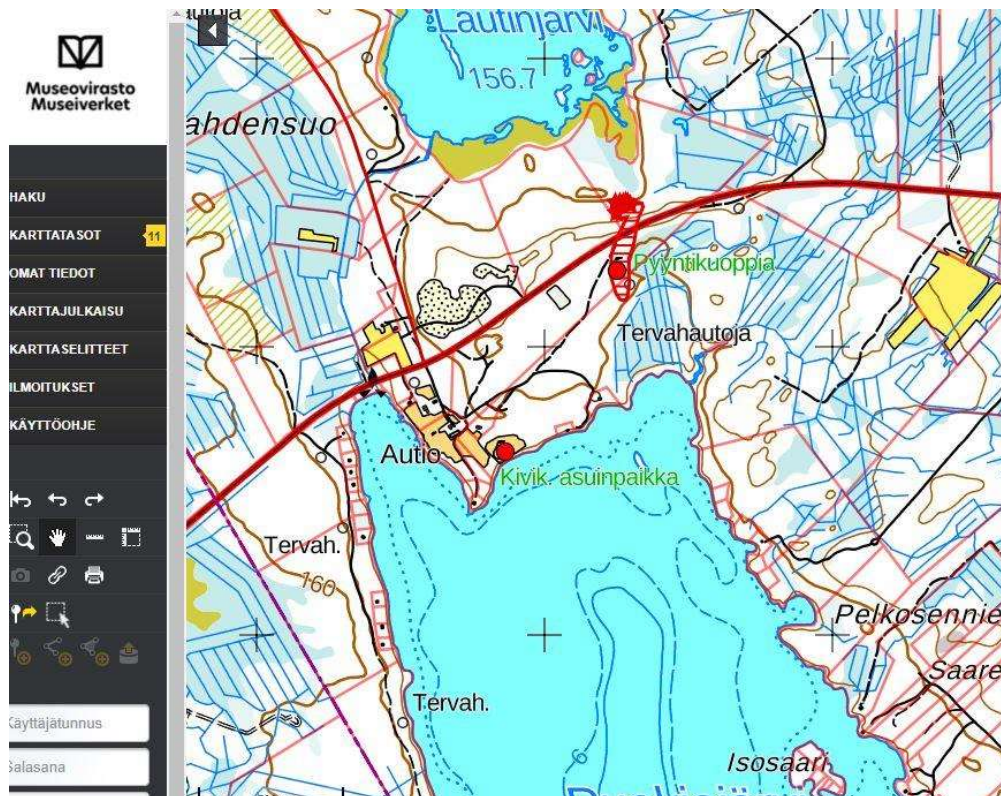 Museovirasto
Museiverket
HAKU
KARTTATASOT
11
OMAT TIEDOT
KARTTAJULKAISU
KARTTASELITTEET
ILMOITUKSET
KÄYTTÖOHJE
Käyttäjätunnus
Salasana
Lautinjärvi
156.7
ahdensuo
Pyyntikuoppia
Tervahautoja
Autio
Kivik. asuinpaikka
Tervah.
160
Pelkosennie
Saare
Tervah.
Isosaari